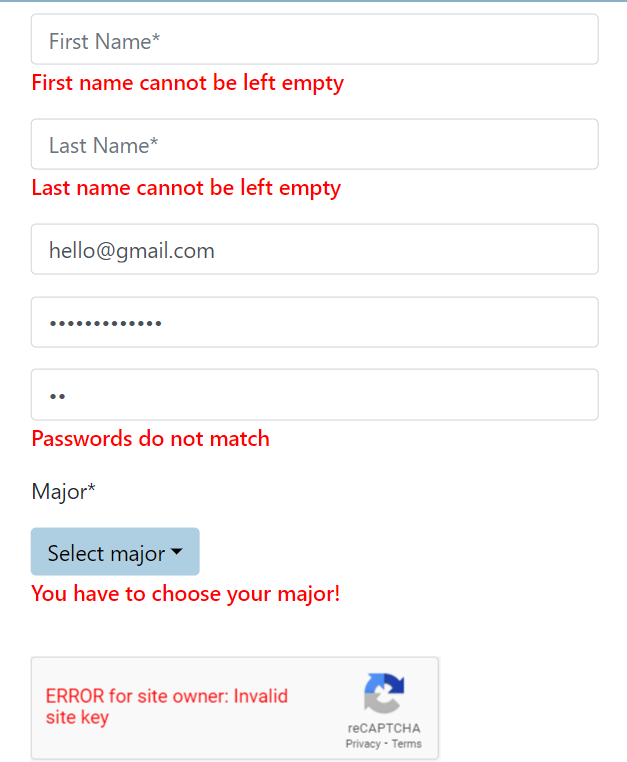 First Name*
First name cannot be left empty
Last Name*
Last name cannot be left empty
hello@gmail.com
•••••••••••••
••
Passwords do not match
Major*
Select major
You have to choose your major!
ERROR for site owner: Invalid
site key
reCAPTCHA
Privacy - Terms